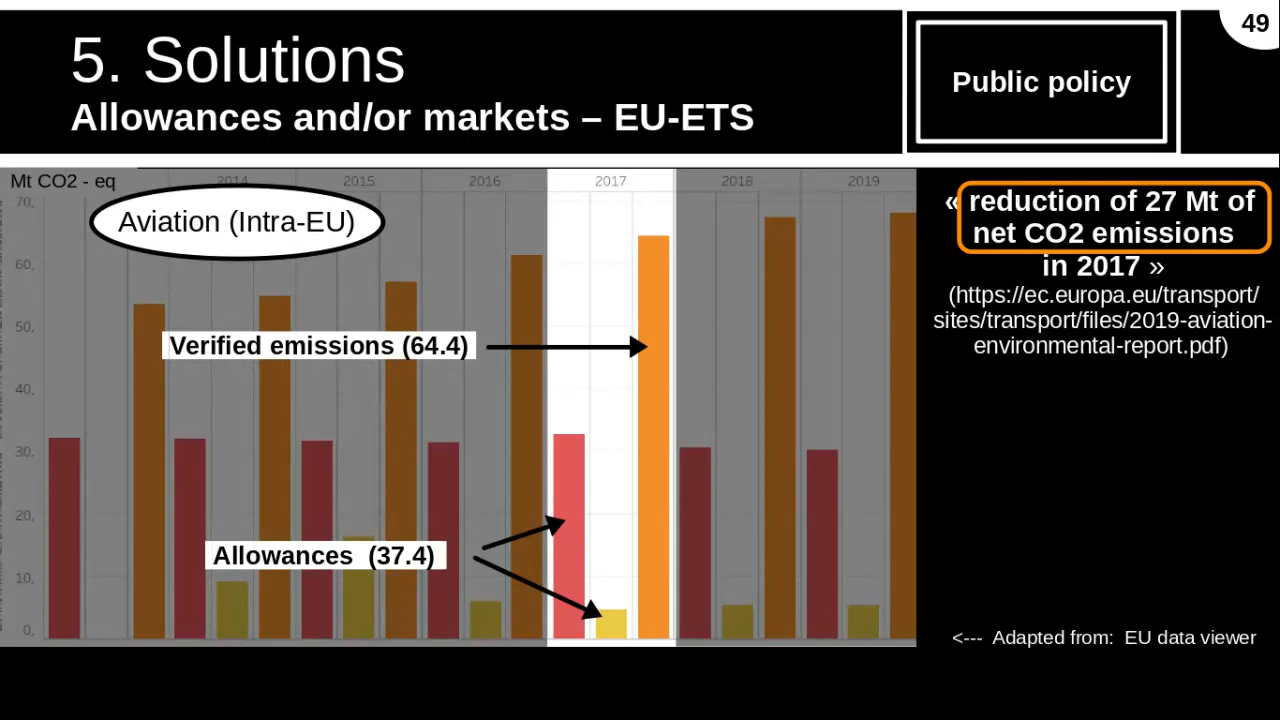 49
5. Solutions
Allowances and/or markets – EU-ETS
Public policy
Mt CO2 - eq
2014
2015
2016
2017
2018
2019
70,
60,
50,
40,
30,
20,
10,
0,
Aviation (Intra-EU)
Verified emissions (64.4)
Allowances (37.4)
« reduction of 27 Mt of
net CO2 emissions
in 2017 »
(https://ec.europa.eu/transport/
sites/transport/files/2019-aviation-
environmental-report.pdf)
<--- Adapted from: EU data viewer